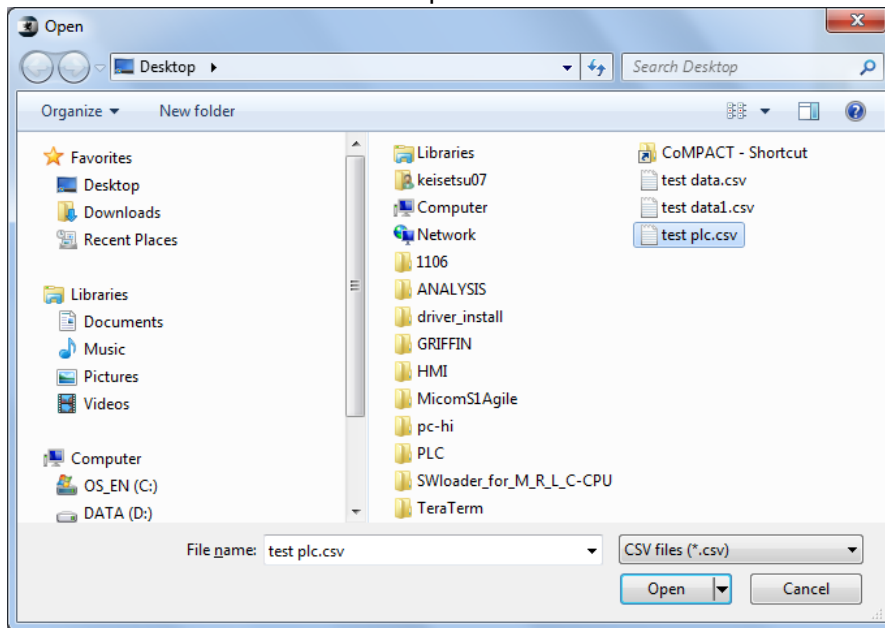 Open
Desktop
Search Desktop
Organize
New folder
Favorites
Desktop
Downloads
Recent Places
Libraries
Documents
Music
Pictures
Videos
Computer
OS_EN (C:)
DATA (D:)
Libraries
keisetsu07
Computer
Network
1106
ANALYSIS
driver_install
GRIFFIN
HMI
MicomS1Agile
pc-hi
PLC
SWloader_for_M_R_L_C-CPU
TeraTerm
CoMPACT - Shortcut
test data.csv
test data1.csv
test plc.csv
File name: test plc.csv
CSV files (*.csv)
Open
Cancel